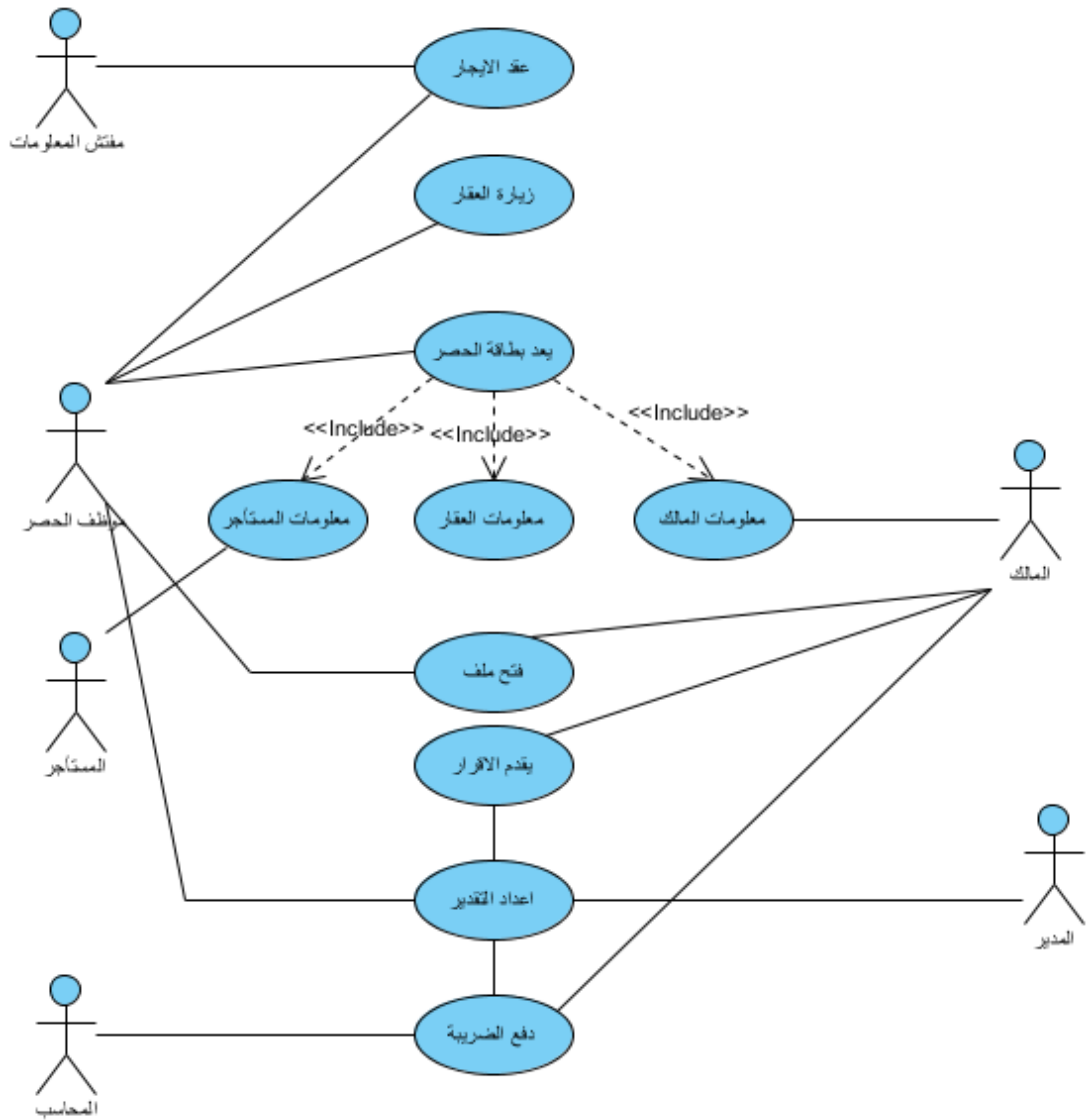 عقد الايجار
مفتش المعلومات
زيارة العقار
يعد بطاقة الحصر
<<Include>>
<<Include>>
<<Include>>
موظف الحصر
معلومات المستأجر
معلومات العقار
معلومات المالك
المالك
فتح ملف
المستأجر
يقدم الاقرار
اعداد التقدير
المدير
دفع الضريبة
المحاسب